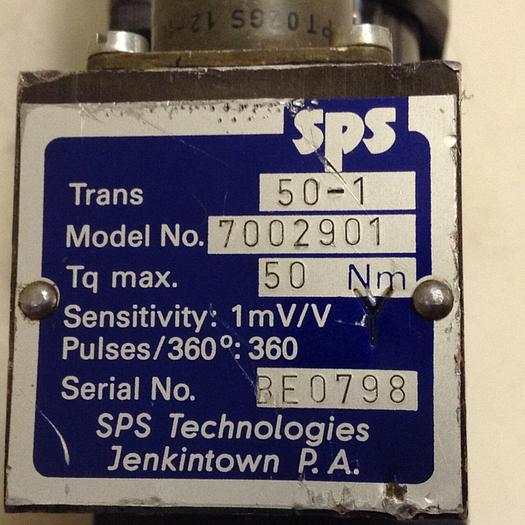 PT02GS 12-
sps
Trans 50-1
Model No. 7002901
Tq max. 50 Nm
Sensitivity: 1mV/V Y
Pulses/360°: 360
Serial No. BE0798
SPS Technologies
Jenkintown P.A.